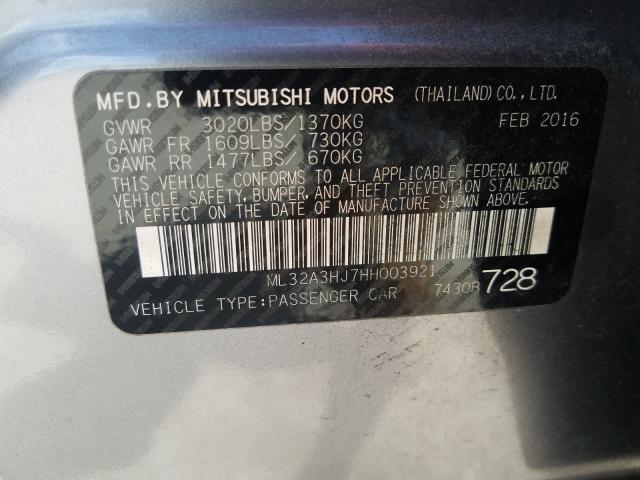 MFD.BY MITSUBISHI MOTORS (THAILAND)CO.,LTD.
GVWR 3020LBS/1370KG FEB 2016
GAWR FR 1609LBS/ 730KG
GAWR RR 1477LBS/ 670KG
THIS VEHICLE CONFORMS TO ALL APPLICABLE FEDERAL MOTOR
VEHICLE SAFETY, BUMPER, AND THEFT PREVENTION STANDARDS
IN EFFECT ON THE DATE OF MANUFACTURE SHOWN ABOVE.
ML32A3HJ7HH003921
VEHICLE TYPE:PASSENGER CAR 7430B 728